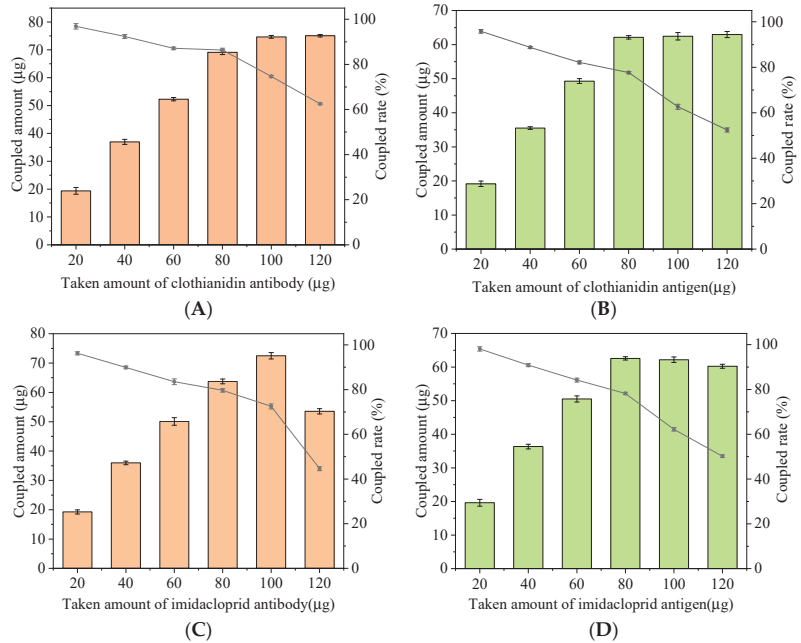 80
70
60
50
40
30
20
10
0
Coupled amount (µg)
100
80
60
40
20
0
Coupled rate (%)
20 40 60 80 100 120
Taken amount of clothianidin antibody (µg)
(A)
70
60
50
40
30
20
10
0
Coupled amount (µg)
100
80
60
40
20
0
Coupled rate (%)
20 40 60 80 100 120
Taken amount of clothianidin antigen(µg)
(B)
80
70
60
50
40
30
20
10
0
Coupled amount (µg)
100
80
60
40
20
0
Coupled rate (%)
20 40 60 80 100 120
Taken amount of imidacloprid antibody(µg)
(C)
70
60
50
40
30
20
10
0
Coupled amount (µg)
100
80
60
40
20
0
Coupled rate (%)
20 40 60 80 100 120
Taken amount of imidacloprid antigen(µg)
(D)